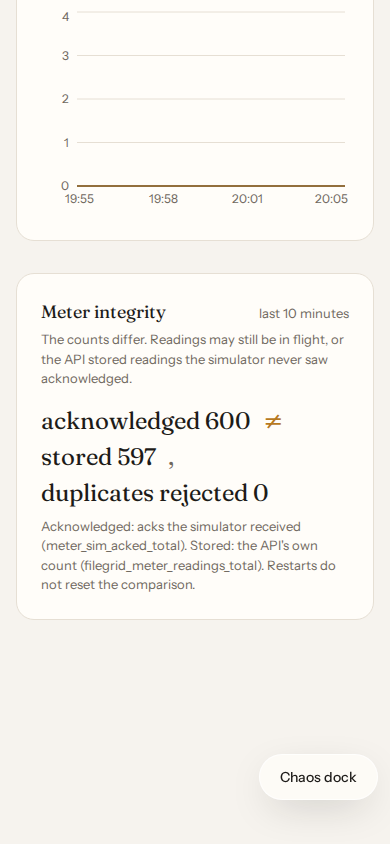 4
3
2
1
0
19:55 19:58 20:01 20:05
Meter integrity last 10 minutes
The counts differ. Readings may still be in flight, or
the API stored readings the simulator never saw
acknowledged.
acknowledged 600 ≠
stored 597 ,
duplicates rejected 0
Acknowledged: acks the simulator received
(meter_sim_acked_total). Stored: the API's own
count (filegrid_meter_readings_total). Restarts do
not reset the comparison.
Chaos dock